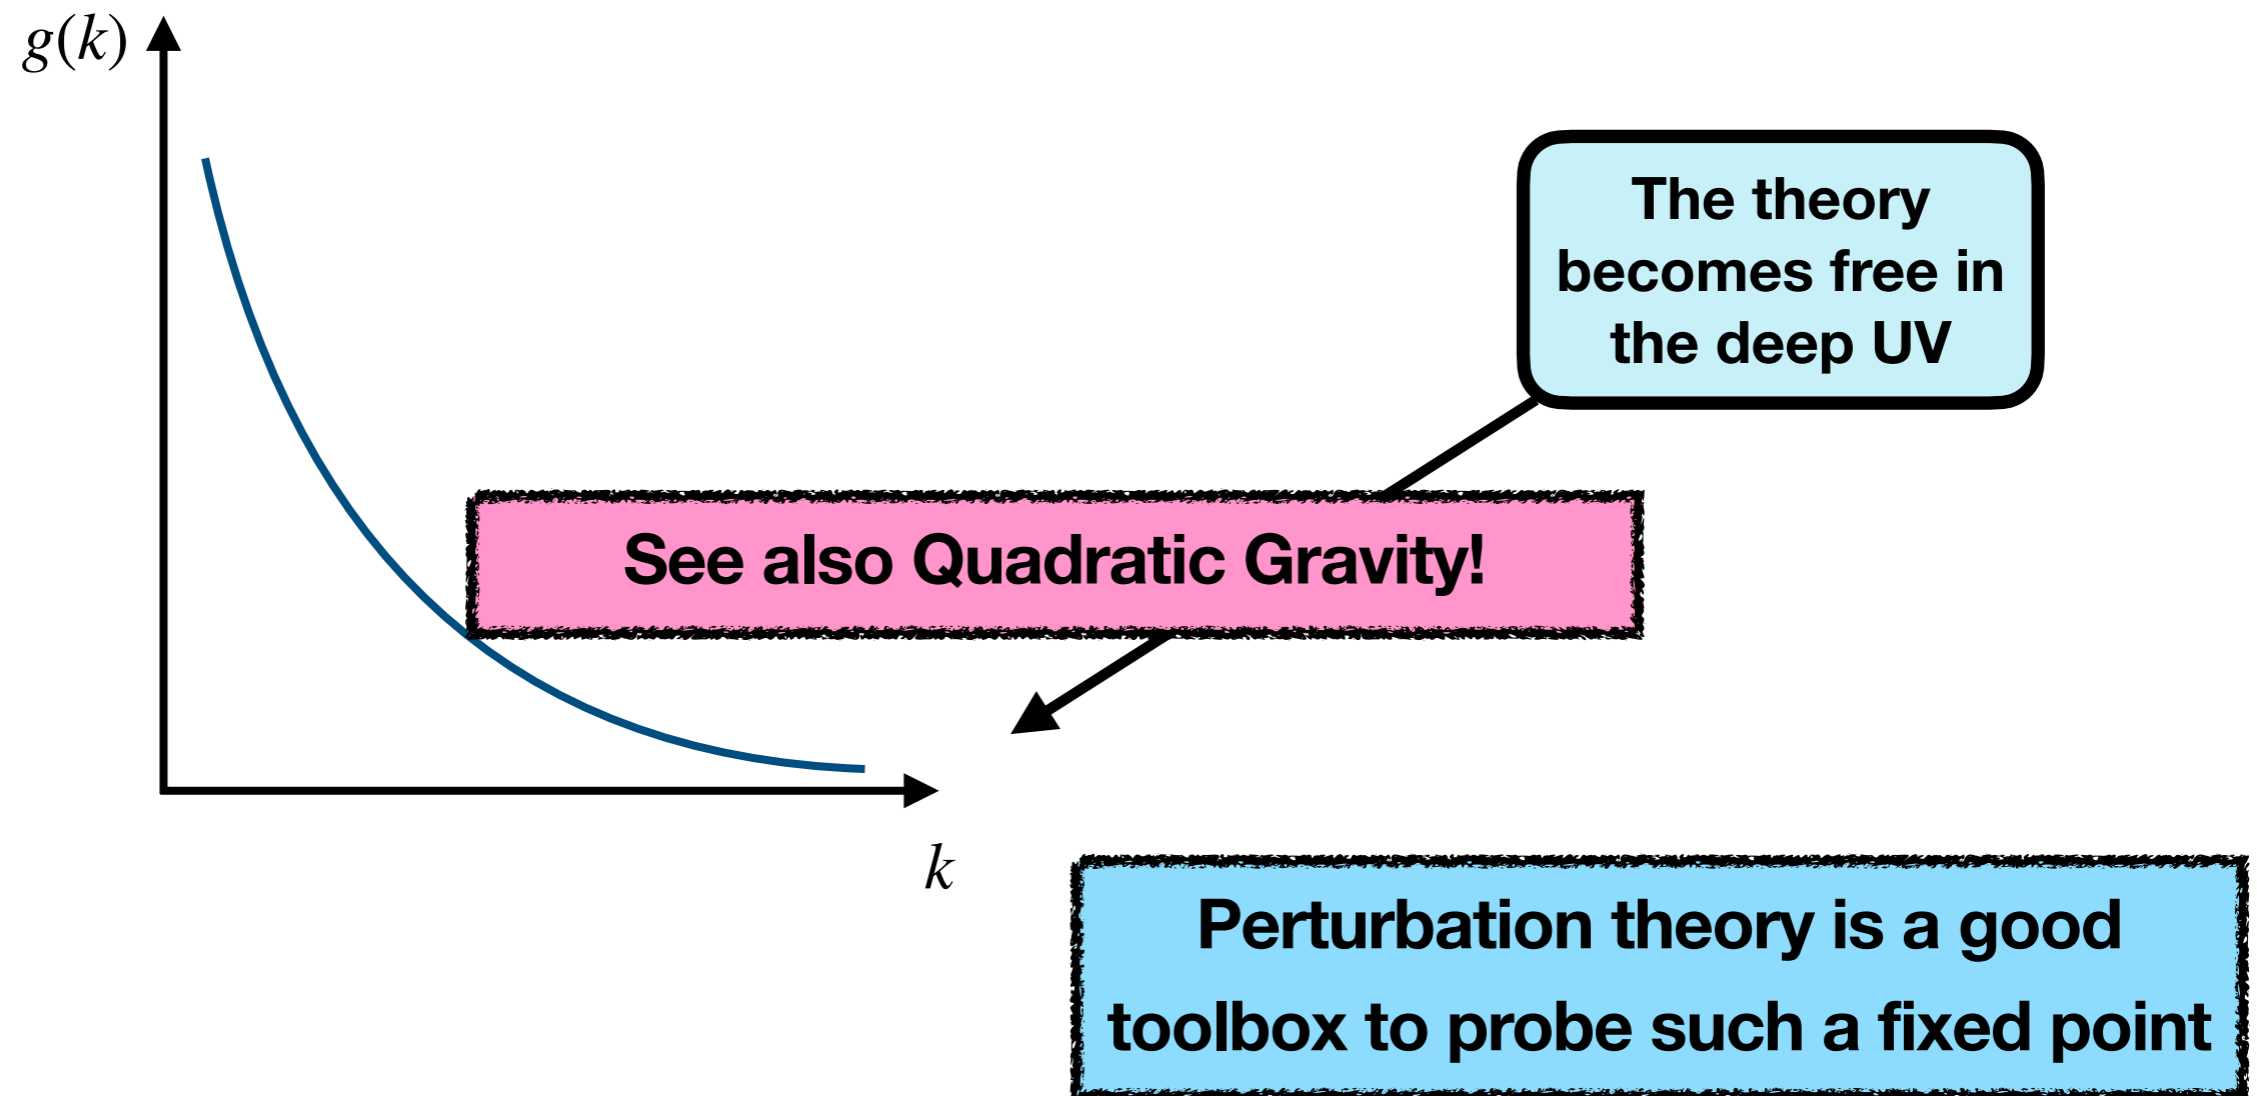 g(k)
The theory
becomes free in
the deep UV
See also Quadratic Gravity!
k
Perturbation theory is a good
toolbox to probe such a fixed point